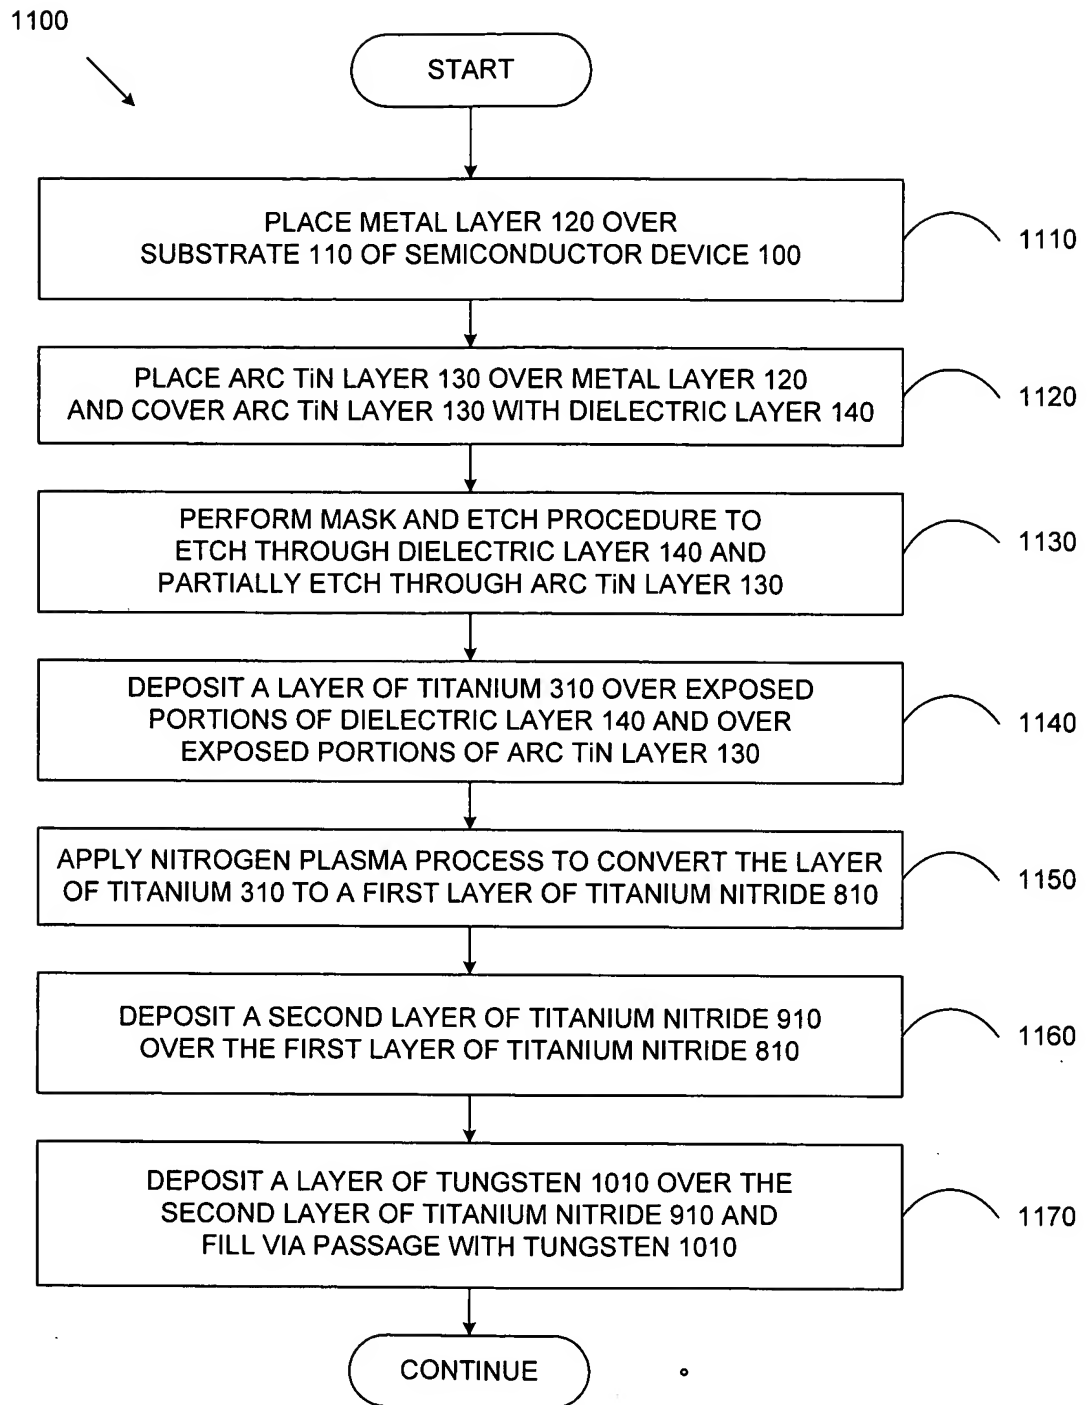 1100
START
PLACE METAL LAYER 120 OVER
SUBSTRATE 110 OF SEMICONDUCTOR DEVICE 100
1110
PLACE ARC TiN LAYER 130 OVER METAL LAYER 120
AND COVER ARC TiN LAYER 130 WITH DIELECTRIC LAYER 140
1120
PERFORM MASK AND ETCH PROCEDURE TO
ETCH THROUGH DIELECTRIC LAYER 140 AND
PARTIALLY ETCH THROUGH ARC TiN LAYER 130
1130
DEPOSIT A LAYER OF TITANIUM 310 OVER EXPOSED
PORTIONS OF DIELECTRIC LAYER 140 AND OVER
EXPOSED PORTIONS OF ARC TiN LAYER 130
1140
APPLY NITROGEN PLASMA PROCESS TO CONVERT THE LAYER
OF TITANIUM 310 TO A FIRST LAYER OF TITANIUM NITRIDE 810
1150
DEPOSIT A SECOND LAYER OF TITANIUM NITRIDE 910
OVER THE FIRST LAYER OF TITANIUM NITRIDE 810
1160
DEPOSIT A LAYER OF TUNGSTEN 1010 OVER THE
SECOND LAYER OF TITANIUM NITRIDE 910 AND
FILL VIA PASSAGE WITH TUNGSTEN 1010
1170
CONTINUE